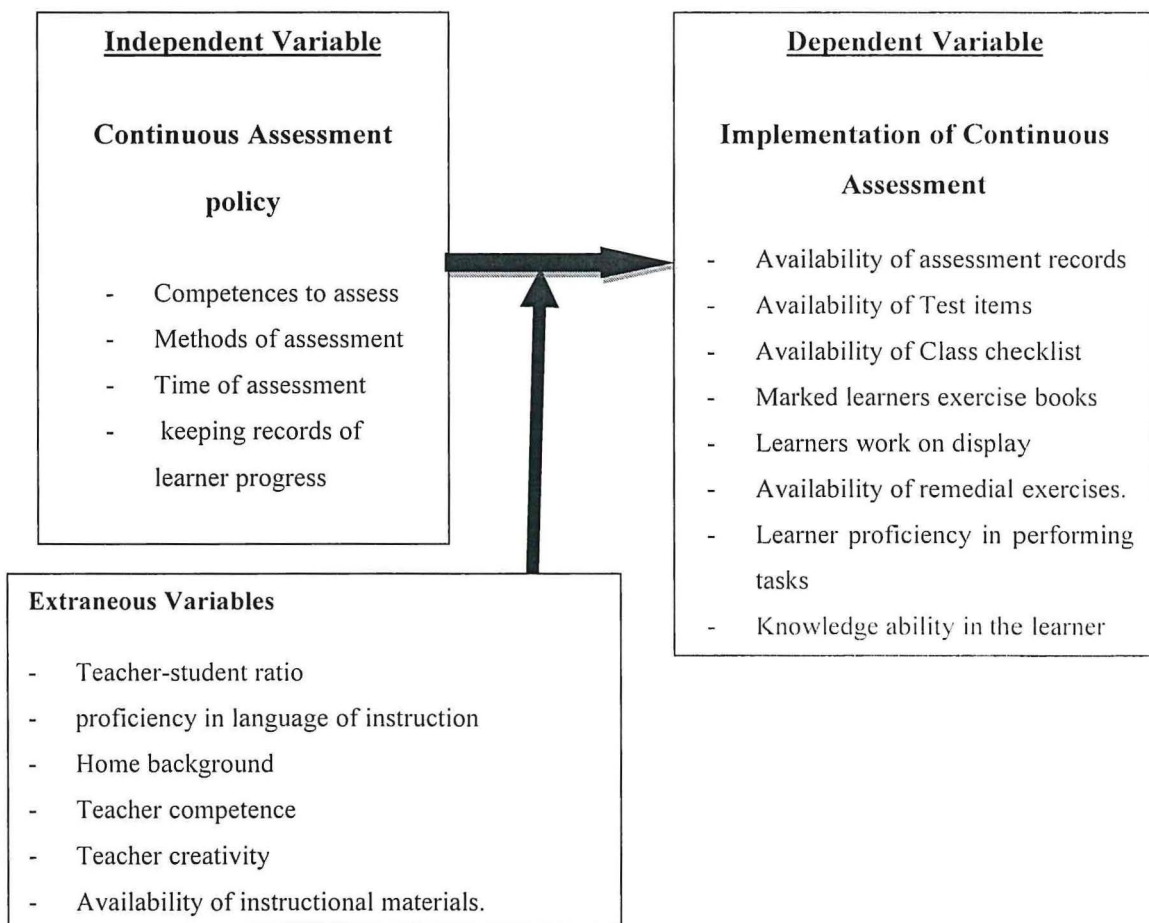 Independent Variable
Continuous Assessment
policy
- Competences to assess
- Methods of assessment
- Time of assessment
- keeping records of
learner progress
Dependent Variable
Implementation of Continuous
Assessment
- Availability of assessment records
- Availability of Test items
- Availability of Class checklist
- Marked learners exercise books
- Learners work on display
- Availability of remedial exercises.
- Learner proficiency in performing
tasks
- Knowledge ability in the learner
Extraneous Variables
- Teacher-student ratio
- proficiency in language of instruction
- Home background
- Teacher competence
- Teacher creativity
- Availability of instructional materials.